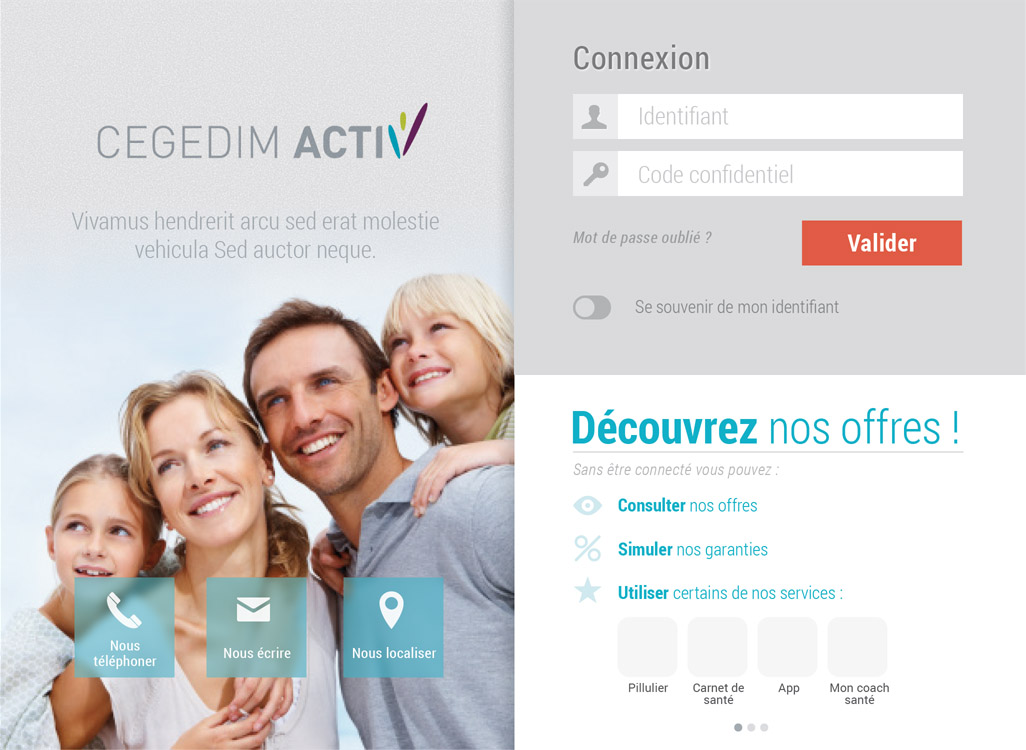 CEGEDIM ACTIV
Vivamus hendrerit arcu sed erat molestie
vehicula Sed auctor neque.
Nous
téléphoner
Nous écrire
Nous localiser
Connexion
Identifiant
Code confidentiel
Mot de passe oublié ?
Valider
Se souvenir de mon identifiant
Découvrez nos offres !
Sans être connecté vous pouvez :
Consulter nos offres
Simuler nos garanties
Utiliser certains de nos services :
Pillulier
Carnet de
santé
App
Mon coach
santé